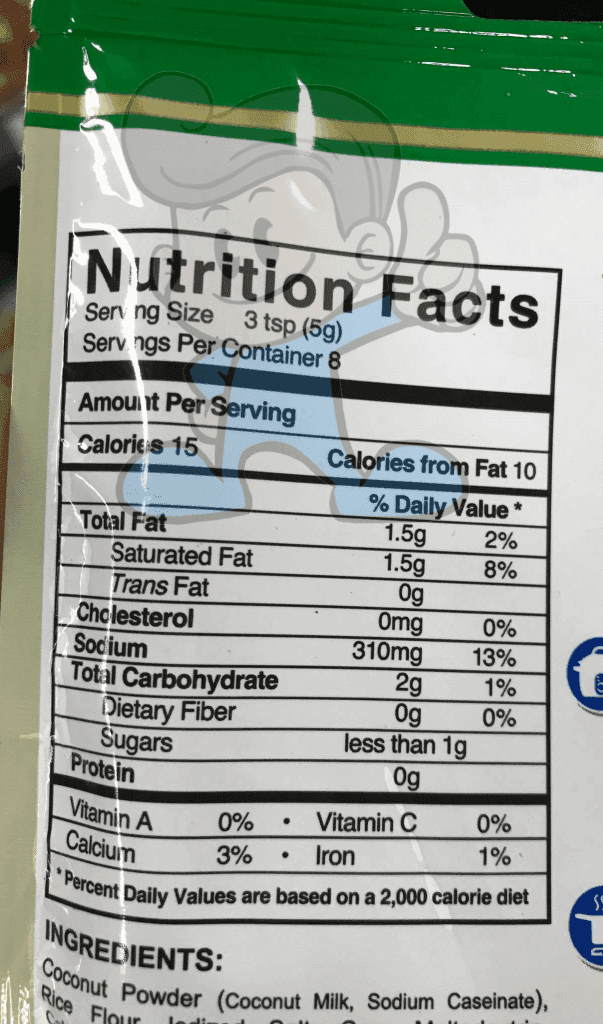 Nutrition Facts
Serving Size 3 tsp (5g)
Servings Per Container 8
Amount Per Serving
Calories 15 Calories from Fat 10
% Daily Value *
Total Fat 1.5g 2%
Saturated Fat 1.5g 8%
Trans Fat 0g
Cholesterol 0mg 0%
Sodium 310mg 13%
Total Carbohydrate 2g 1%
Dietary Fiber 0g 0%
Sugars less than 1g
Protein 0g
Vitamin A 0% • Vitamin C 0%
Calcium 3% • Iron 1%
* Percent Daily Values are based on a 2,000 calorie diet
INGREDIENTS:
Coconut Powder (Coconut Milk, Sodium Caseinate),
Rice Flour